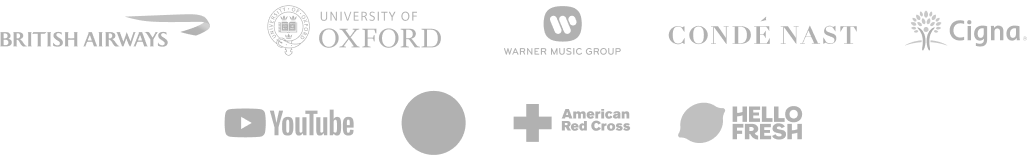 BRITISH AIRWAYS
UNIVERSITY OF
OXFORD
WARNER MUSIC GROUP
CONDÉ NAST
Cigna®
YouTube
American
Red Cross
HELLO
FRESH